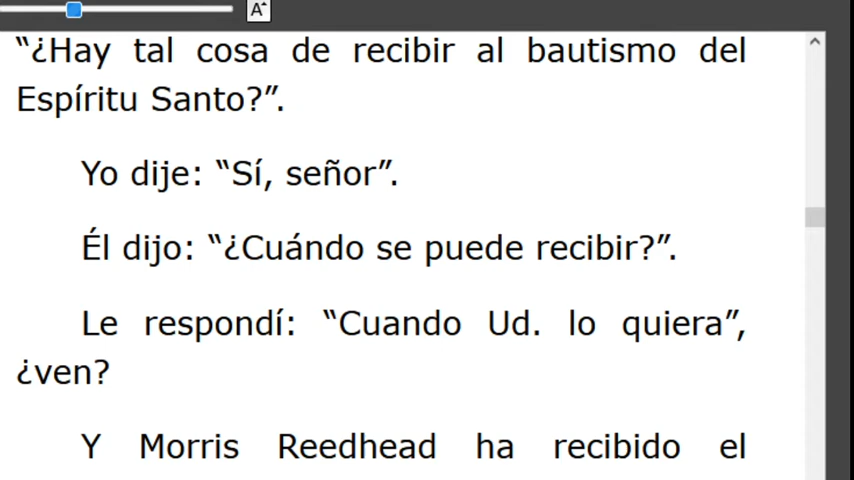 A
“¿Hay tal cosa de recibir al bautismo del
Espíritu Santo?”.
Yo dije: “Sí, señor”.
Él dijo: “¿Cuándo se puede recibir?”.
Le respondí: “Cuando Ud. lo quiera”,
¿ven?
Y Morris Reedhead ha recibido el